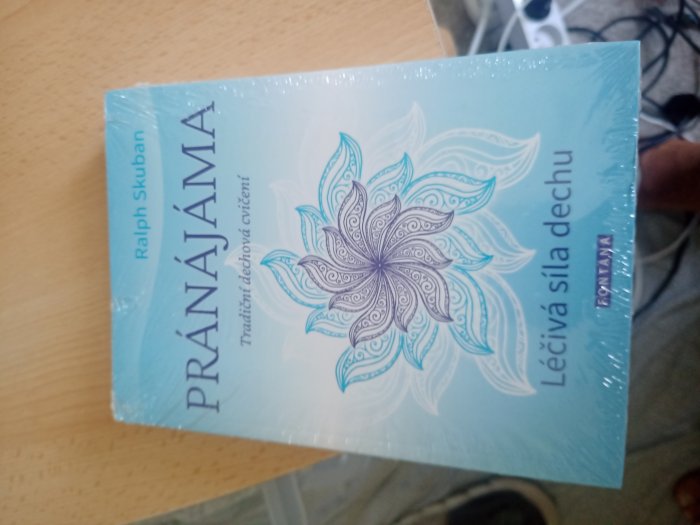 Ralph Skuban
PRÁNÁJÁMA
Tradiční dechová cvičení
Léčivá síla dechu
FONTÁNA